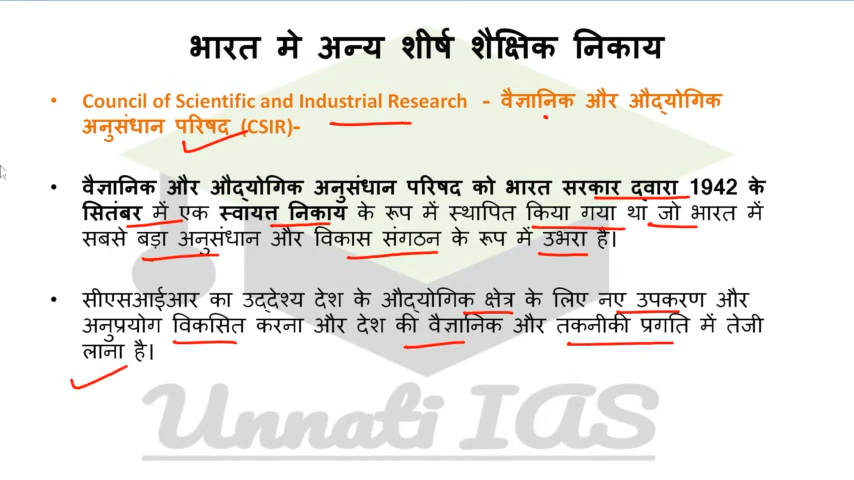 भारत मे अन्य शीर्ष शैक्षिक निकाय
• Council of Scientific and Industrial Research - वैज्ञानिक और औद्योगिक
अनुसंधान परिषद (CSIR)-
• वैज्ञानिक और औद्योगिक अनुसंधान परिषद को भारत सरकार द्वारा 1942 के
सितंबर में एक स्वायत्त निकाय के रूप में स्थापित किया गया था जो भारत में
सबसे बड़ा अनुसंधान और विकास संगठन के रूप में उभरा है।
• सीएसआईआर का उद्देश्य देश के औद्योगिक क्षेत्र के लिए नए उपकरण और
अनुप्रयोग विकसित करना और देश की वैज्ञानिक और तकनीकी प्रगति में तेजी
लाना है।
Unnati IAS